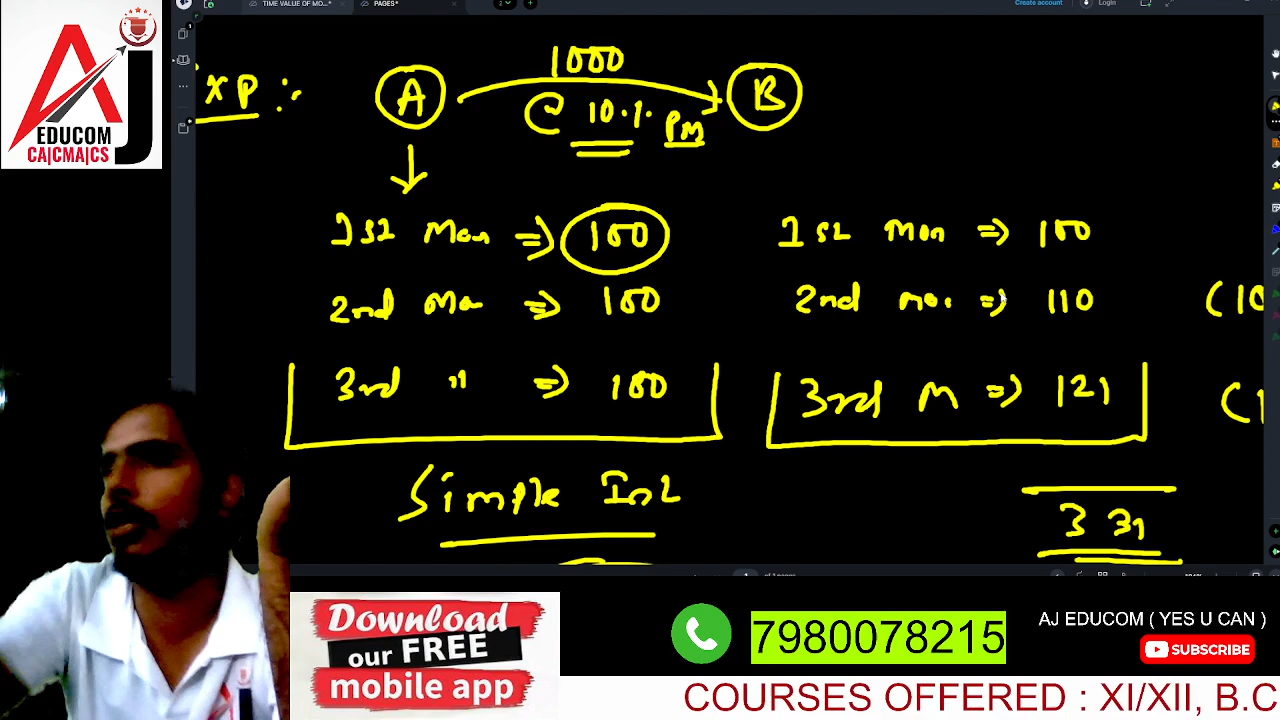 TIME VALUE OF MO...*
PAGES*
Create account
Login
AJ
EDUCOM
CA|CMA|CS
EXP :-
A
1000
B
@ 10.%. PM
1st Mon => 100
1st Mon => 100
2nd Mon => 100
2nd Mon => 110
3rd " => 100
3rd M => 121
Simple Int
331
Download
our FREE
mobile app
7980078215
AJ EDUCOM ( YES U CAN )
SUBSCRIBE
COURSES OFFERED : XI/XII, B.C